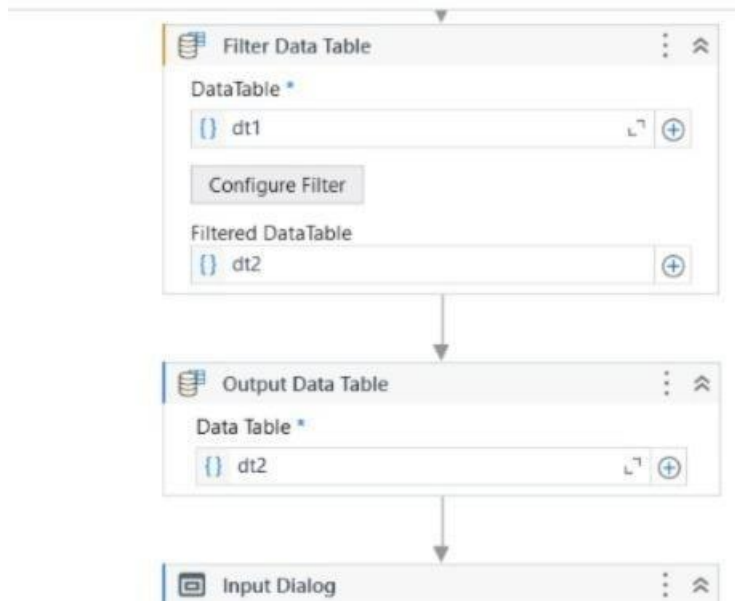 Filter Data Table
DataTable *
{} dt1
Configure Filter
Filtered DataTable
{} dt2
Output Data Table
Data Table *
{} dt2
Input Dialog